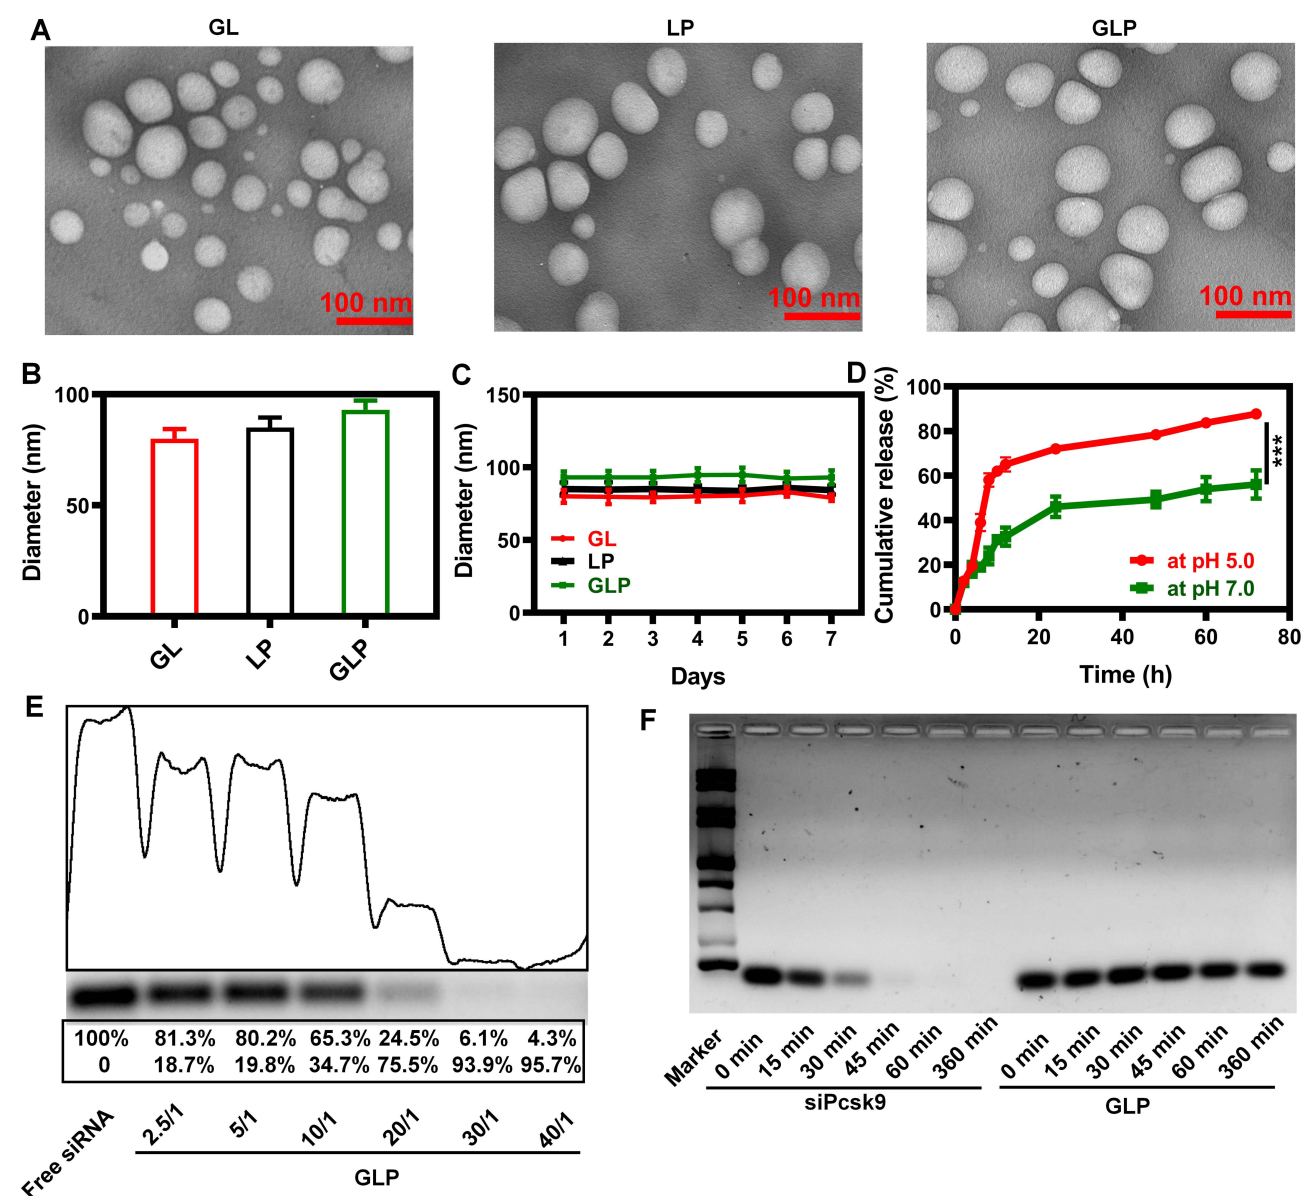 A
GL
LP
GLP
100 nm
100 nm
100 nm
B
Diameter (nm)
100
50
0
GL
LP
GLP
C
Diameter (nm)
150
100
50
0
GL
LP
GLP
1 2 3 4 5 6 7
Days
D
Cumulative release (%)
100
80
60
40
20
0
***
at pH 5.0
at pH 7.0
0 20 40 60 80
Time (h)
E
100% 81.3% 80.2% 65.3% 24.5% 6.1% 4.3%
0 18.7% 19.8% 34.7% 75.5% 93.9% 95.7%
Free siRNA 2.5/1 5/1 10/1 20/1 30/1 40/1
GLP
F
Marker 0 min 15 min 30 min 45 min 60 min 360 min 0 min 15 min 30 min 45 min 60 min 360 min
siPcsk9
GLP